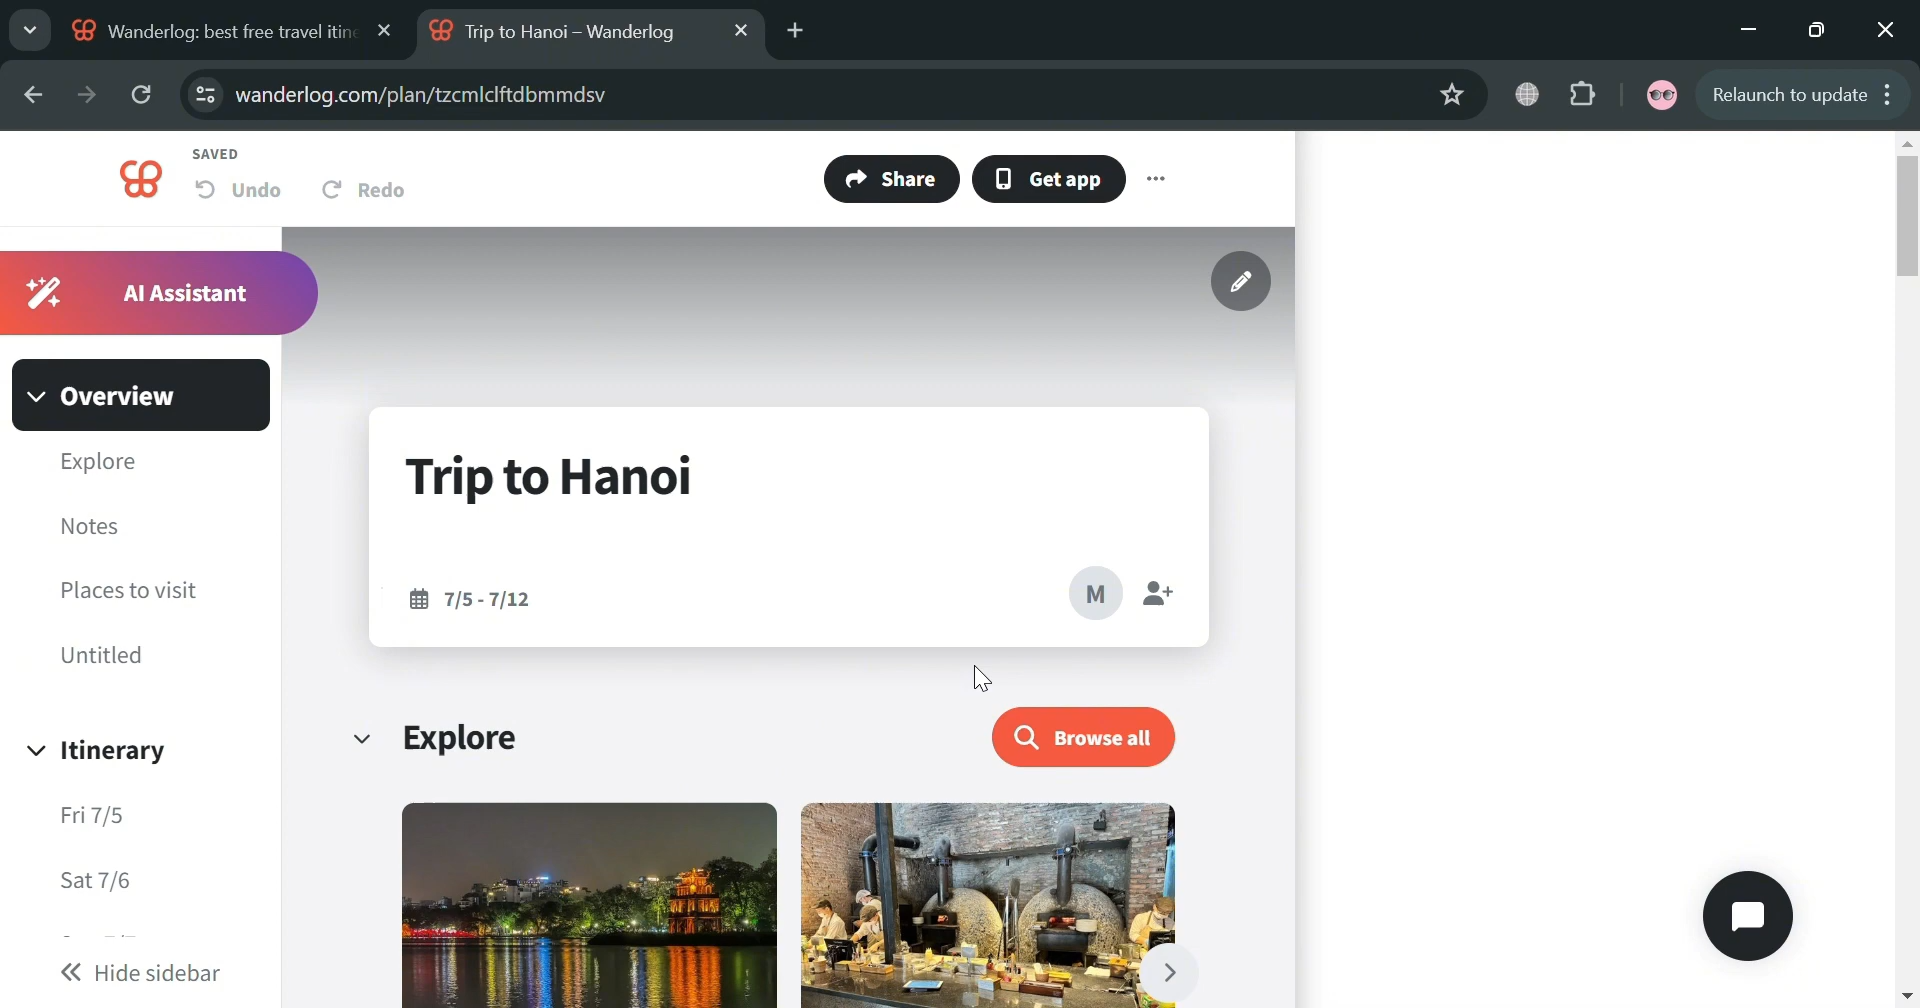 Wanderlog: best free travel itine
Trip to Hanoi – Wanderlog
wanderlog.com/plan/tzcmlclftdbmmdsv
Relaunch to update
SAVED
Undo
Redo
Share
Get app
AI Assistant
Overview
Explore
Notes
Places to visit
Untitled
Itinerary
Fri 7/5
Sat 7/6
Hide sidebar
Trip to Hanoi
7/5 - 7/12
M
Explore
Browse all